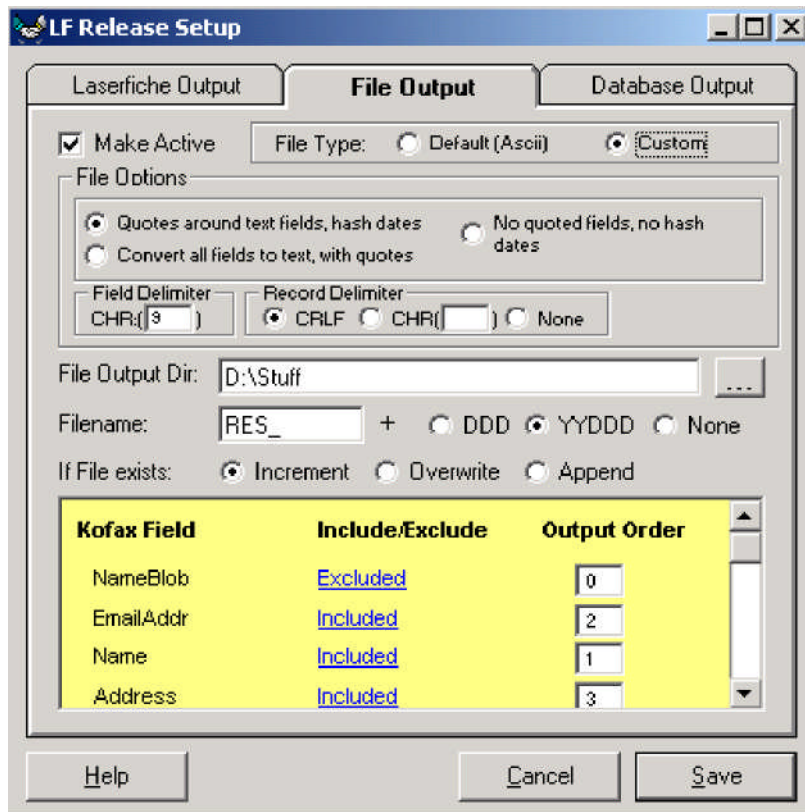 LF Release Setup
Laserfiche Output File Output Database Output
Make Active File Type: Default (Ascii) Custom
File Options
Quotes around text fields, hash dates No quoted fields, no hash dates
Convert all fields to text, with quotes
Field Delimiter Record Delimiter
CHR:( 9 ) CRLF CHR( ) None
File Output Dir: D:\Stuff ...
Filename: RES_ + DDD YYDDD None
If File exists: Increment Overwrite Append
Kofax Field Include/Exclude Output Order
NameBlob Excluded 0
EmailAddr Included 2
Name Included 1
Address Included 3
Help Cancel Save